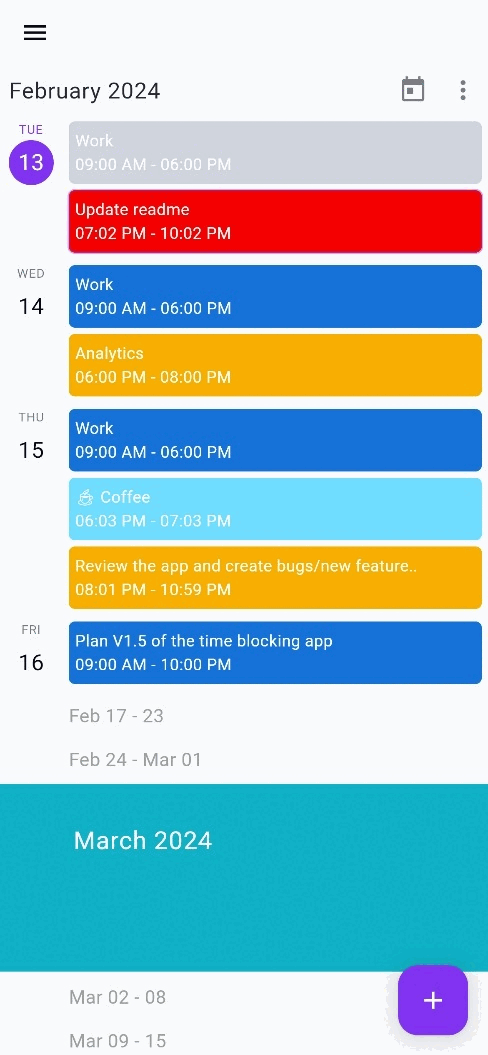 February 2024
TUE
13
Work
09:00 AM - 06:00 PM
Update readme
07:02 PM - 10:02 PM
WED
14
Work
09:00 AM - 06:00 PM
Analytics
06:00 PM - 08:00 PM
THU
15
Work
09:00 AM - 06:00 PM
Coffee
06:03 PM - 07:03 PM
Review the app and create bugs/new feature..
08:01 PM - 10:59 PM
FRI
16
Plan V1.5 of the time blocking app
09:00 AM - 10:00 PM
Feb 17 - 23
Feb 24 - Mar 01
March 2024
Mar 02 - 08
Mar 09 - 15